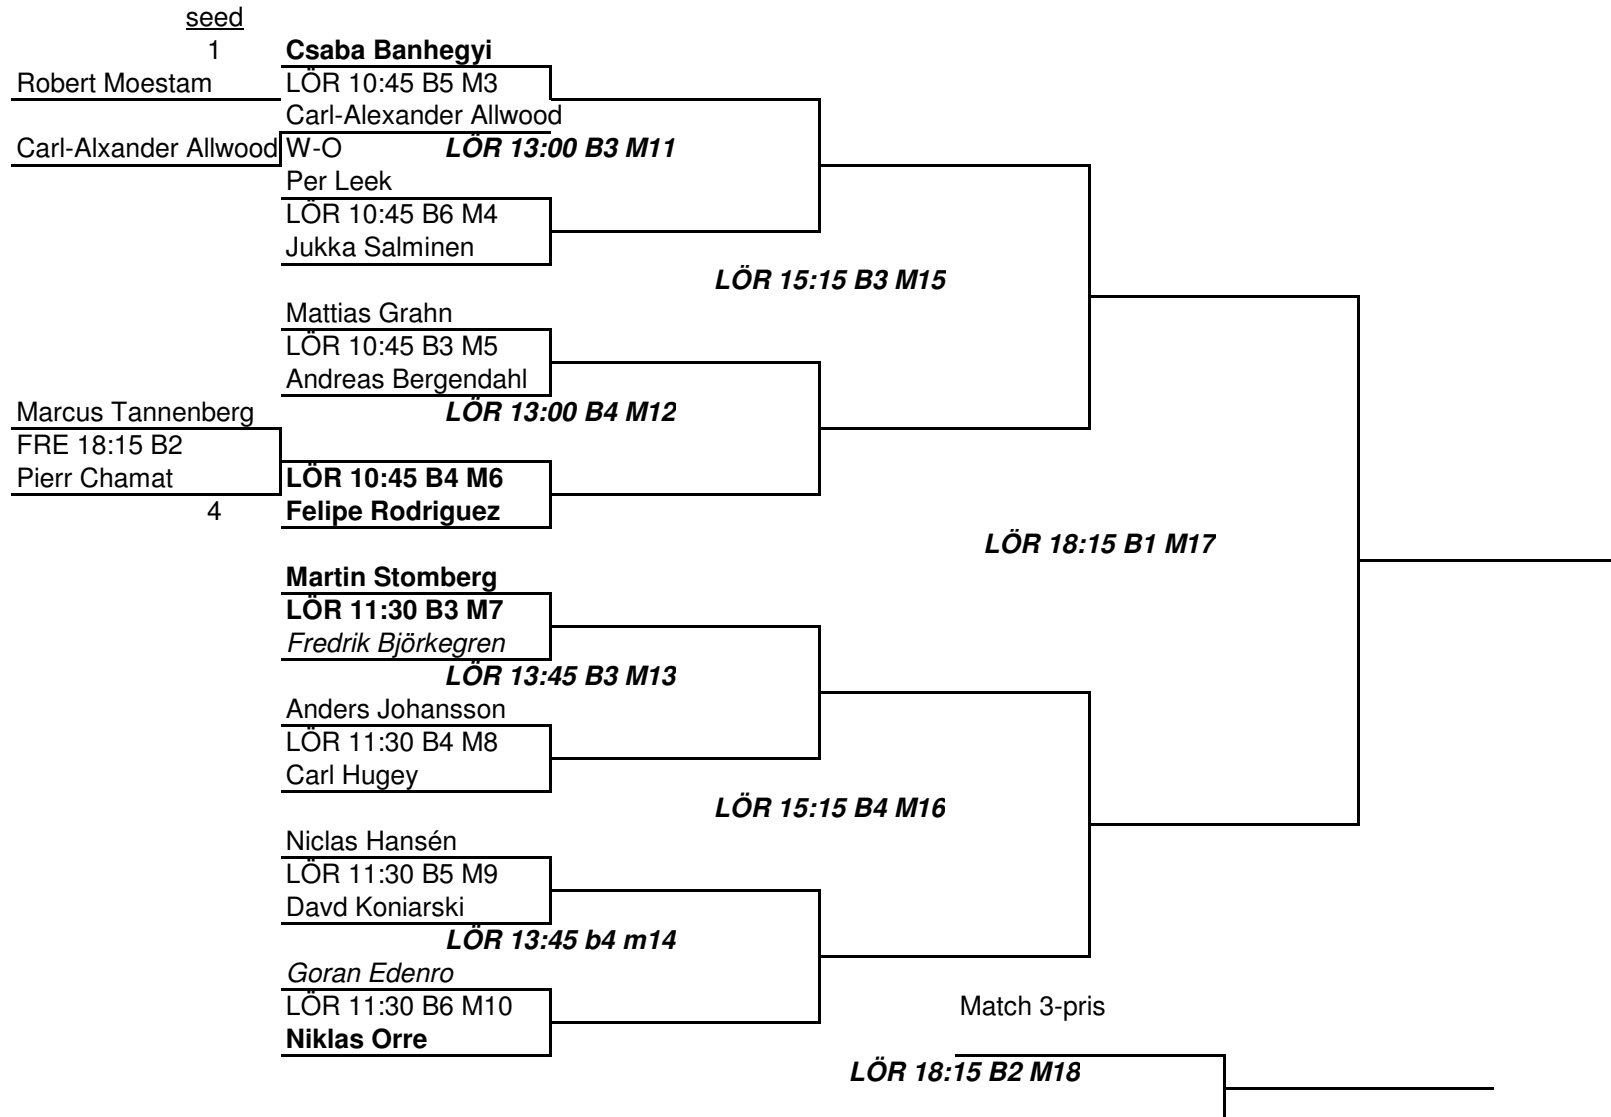 seed
1 Csaba Banhegyi
Robert Moestam LÖR 10:45 B5 M3
Carl-Alexander Allwood
Carl-Alxander Allwood W-O LÖR 13:00 B3 M11
Per Leek
LÖR 10:45 B6 M4
Jukka Salminen
LÖR 15:15 B3 M15
Mattias Grahn
LÖR 10:45 B3 M5
Andreas Bergendahl
Marcus Tannenberg LÖR 13:00 B4 M12
FRE 18:15 B2
Pierr Chamat LÖR 10:45 B4 M6
4 Felipe Rodriguez
LÖR 18:15 B1 M17
Martin Stomberg
LÖR 11:30 B3 M7
Fredrik Björkegren
LÖR 13:45 B3 M13
Anders Johansson
LÖR 11:30 B4 M8
Carl Hugey
LÖR 15:15 B4 M16
Niclas Hansén
LÖR 11:30 B5 M9
Davd Koniarski
LÖR 13:45 b4 m14
Goran Edenro
LÖR 11:30 B6 M10 Match 3-pris
Niklas Orre
LÖR 18:15 B2 M18